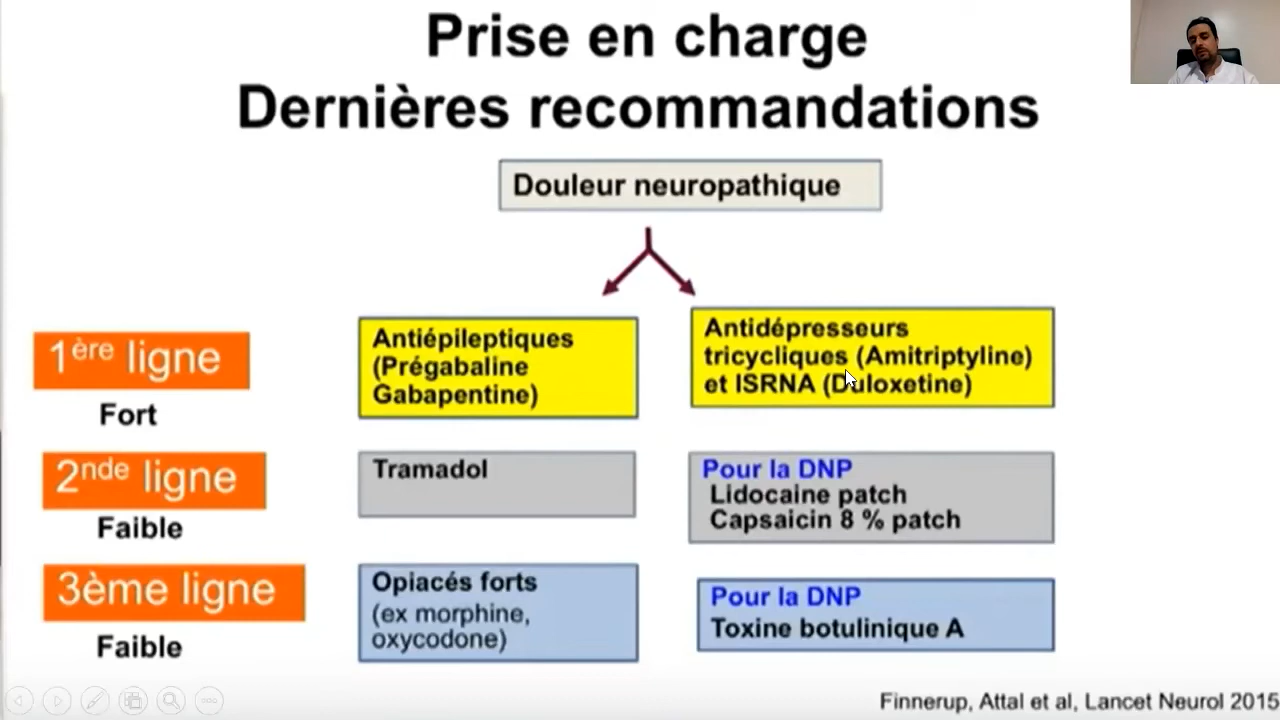 Prise en charge
Dernières recommandations
Douleur neuropathique
1ère ligne
Fort
Antiépileptiques
(Prégabaline
Gabapentine)
Antidépresseurs
tricycliques (Amitriptyline)
et ISRNA (Duloxetine)
2nde ligne
Faible
Tramadol
Pour la DNP
Lidocaine patch
Capsaicin 8 % patch
3ème ligne
Faible
Opiacés forts
(ex morphine,
oxycodone)
Pour la DNP
Toxine botulinique A
Finnerup, Attal et al, Lancet Neurol 2015